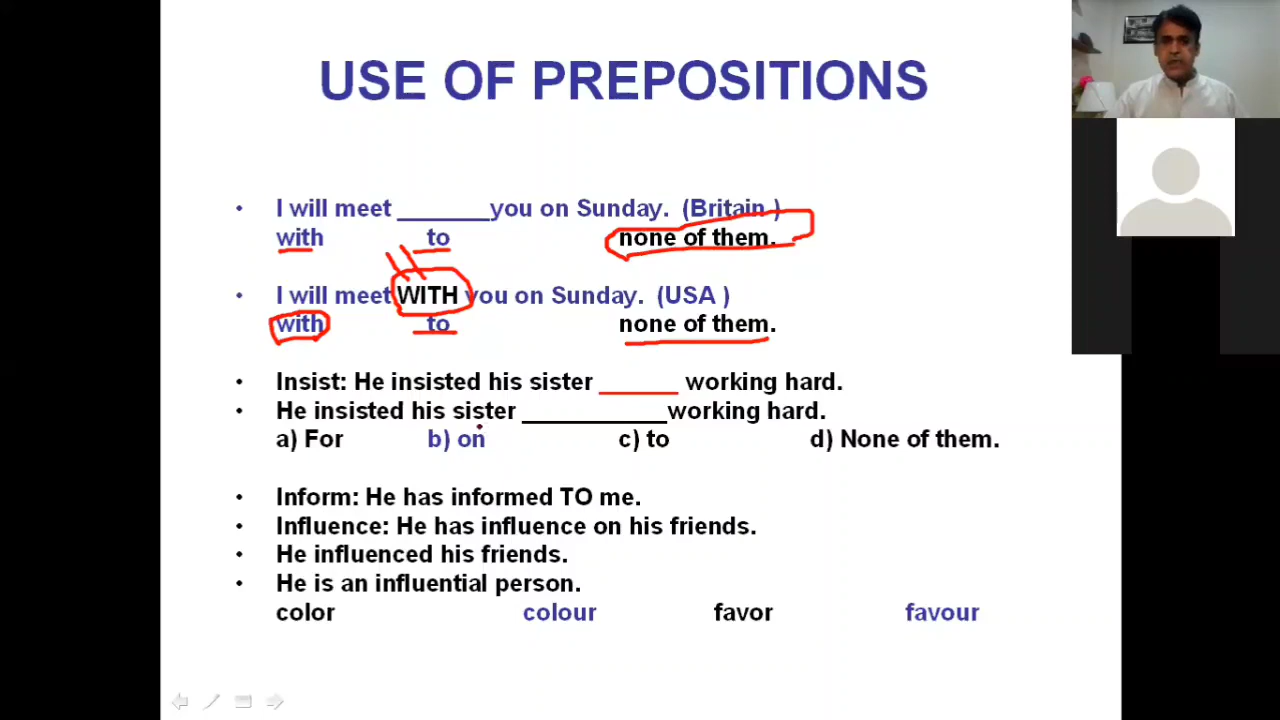 USE OF PREPOSITIONS
• I will meet _______you on Sunday. (Britain )
with to none of them.
• I will meet WITH you on Sunday. (USA )
with to none of them.
• Insist: He insisted his sister ______ working hard.
• He insisted his sister ___________working hard.
a) For b) on c) to d) None of them.
• Inform: He has informed TO me.
• Influence: He has influence on his friends.
• He influenced his friends.
• He is an influential person.
color colour favor favour